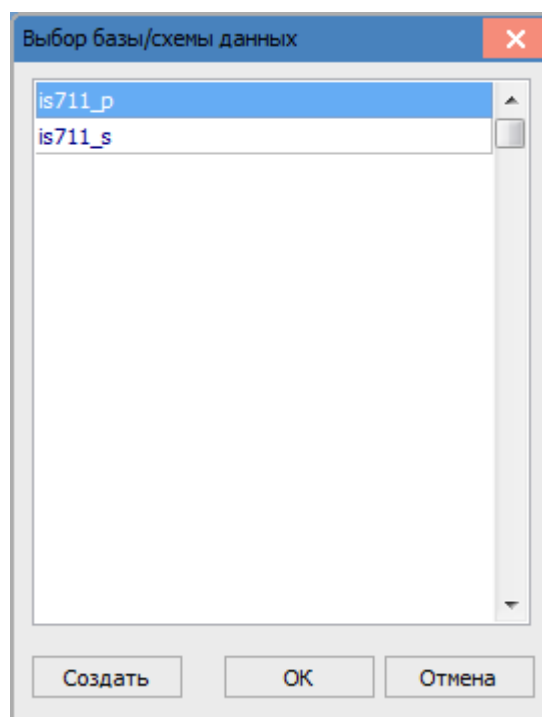 Выбор базы/схемы данных
is711_p
is711_s
Создать
OK
Отмена